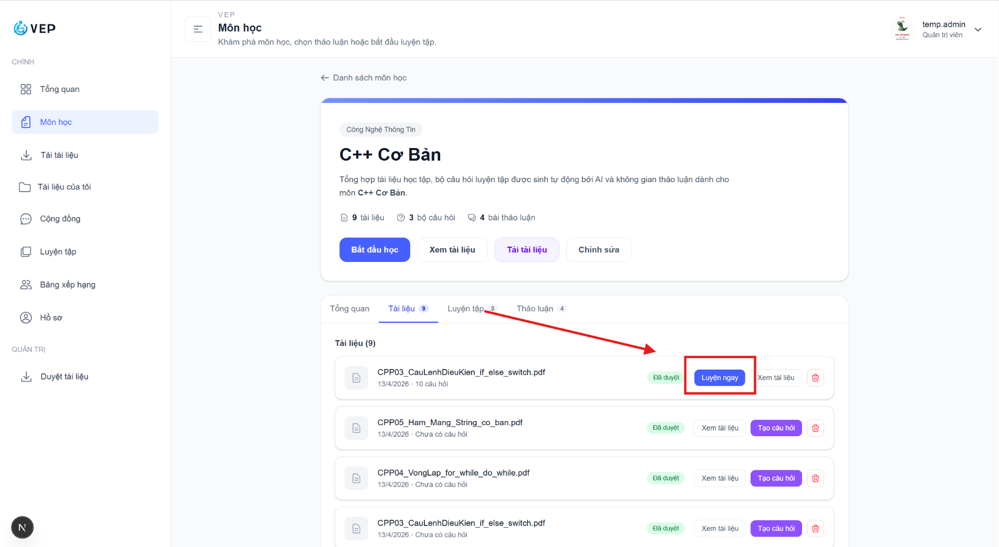 VEP
CHÍNH
Tổng quan
Môn học
Tải tài liệu
Tài liệu của tôi
Cộng đồng
Luyện tập
Bảng xếp hạng
Hồ sơ
QUẢN TRỊ
Duyệt tài liệu
N
VEP
Môn học
Khám phá môn học, chọn thảo luận hoặc bắt đầu luyện tập.
temp.admin
Quản trị viên
Danh sách môn học
Công Nghệ Thông Tin
C++ Cơ Bản
Tổng hợp tài liệu học tập, bộ câu hỏi luyện tập được sinh tự động bởi AI và không gian thảo luận dành cho
môn C++ Cơ Bản.
9 tài liệu 3 bộ câu hỏi 4 bài thảo luận
Bắt đầu học Xem tài liệu Tải tài liệu Chỉnh sửa
Tổng quan Tài liệu 9 Luyện tập 3 Thảo luận 4
Tài liệu (9)
CPP03_CauLenhDieuKien_if_else_switch.pdf
13/4/2026 · 10 câu hỏi
Đã duyệt Luyện ngay Xem tài liệu
CPP05_Ham_Mang_String_co_ban.pdf
13/4/2026 · Chưa có câu hỏi
Đã duyệt Xem tài liệu Tạo câu hỏi
CPP04_VongLap_for_while_do_while.pdf
13/4/2026 · Chưa có câu hỏi
Đã duyệt Xem tài liệu Tạo câu hỏi
CPP03_CauLenhDieuKien_if_else_switch.pdf
13/4/2026 · Chưa có câu hỏi
Đã duyệt Xem tài liệu Tạo câu hỏi